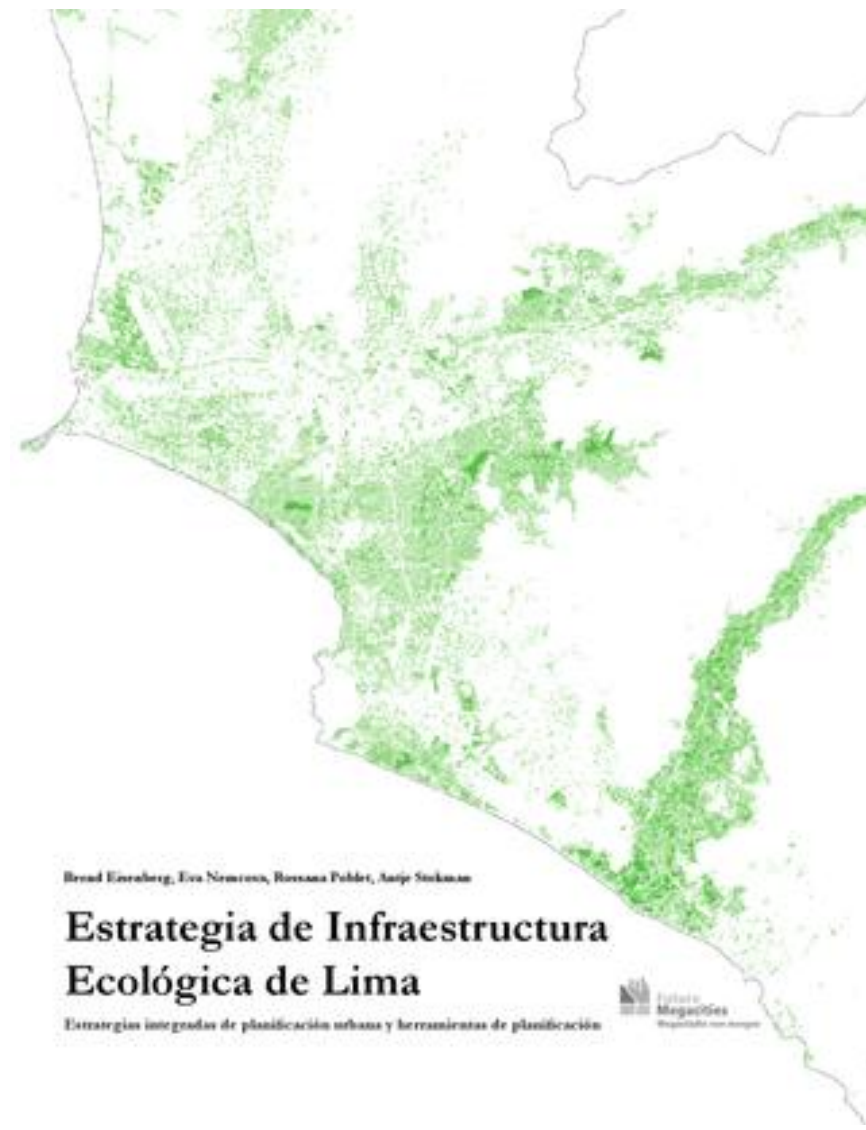 Bernd Eisenberg, Eva Nemcova, Rossana Poblet, Antje Stokman
Estrategia de Infraestructura
Ecológica de Lima
Estrategias integradas de planificación urbana y herramientas de planificación
Future
Megacities